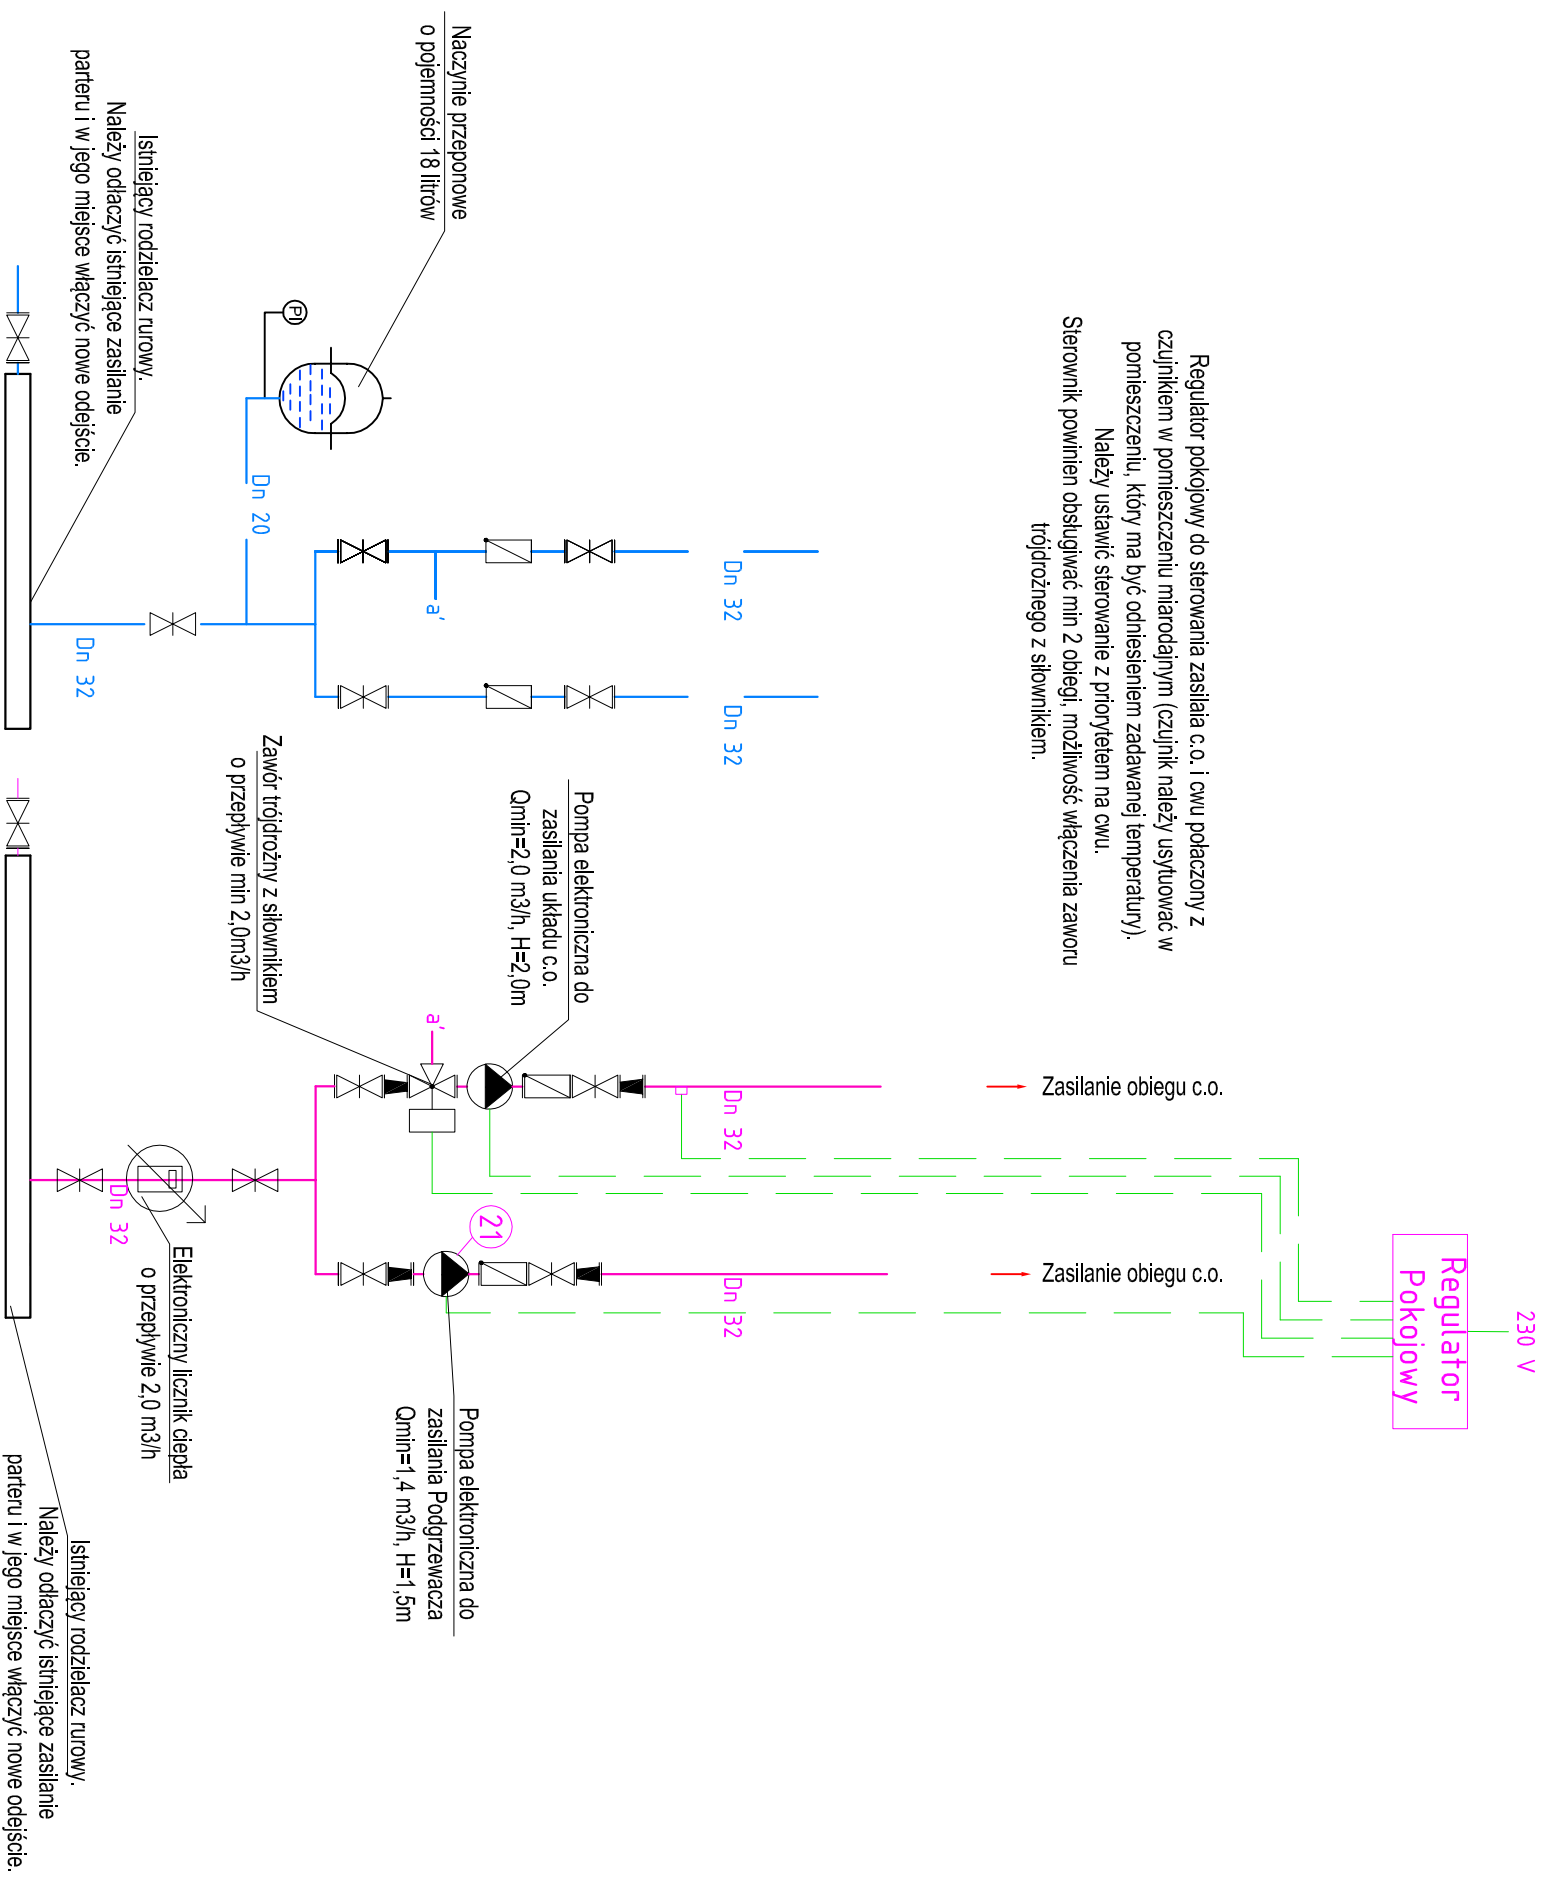 230 V
Regulator
Pokojowy
Regulator pokojowy do sterowania zasilaia c.o. i cwu połaczony z
czujnikiem w pomieszczeniu miarodajnym (czujnik należy usytuować w
pomieszczeniu, który ma być odniesieniem zadawanej temperatury).
Należy ustawić sterowanie z priorytetem na cwu.
Sterownik powinien obsługiwać min 2 obiegi, możliwość włączenia zaworu
trójdrożnego z siłownikiem.
Zasilanie obiegu c.o.
Zasilanie obiegu c.o.
Dn 32
Dn 32
Dn 32
Dn 32
Naczynie przeponowe
o pojemności 18 litrów
PI
Dn 20
a'
Pompa elektroniczna do
zasilania układu c.o.
Qmin=2,0 m3/h, H=2,0m
a'
21
Pompa elektroniczna do
zasilania Podgrzewacza
Qmin=1,4 m3/h, H=1,5m
Zawór trójdrożny z siłownikiem
o przepływie min 2,0m3/h
Elektroniczny licznik ciepła
o przepływie 2,0 m3/h
Dn 32
Dn 32
Istniejący rodzielacz rurowy.
Należy odłaczyć istniejące zasilanie
parteru i w jego miejsce włączyć nowe odejście.
Istniejący rodzielacz rurowy.
Należy odłaczyć istniejące zasilanie
parteru i w jego miejsce włączyć nowe odejście.